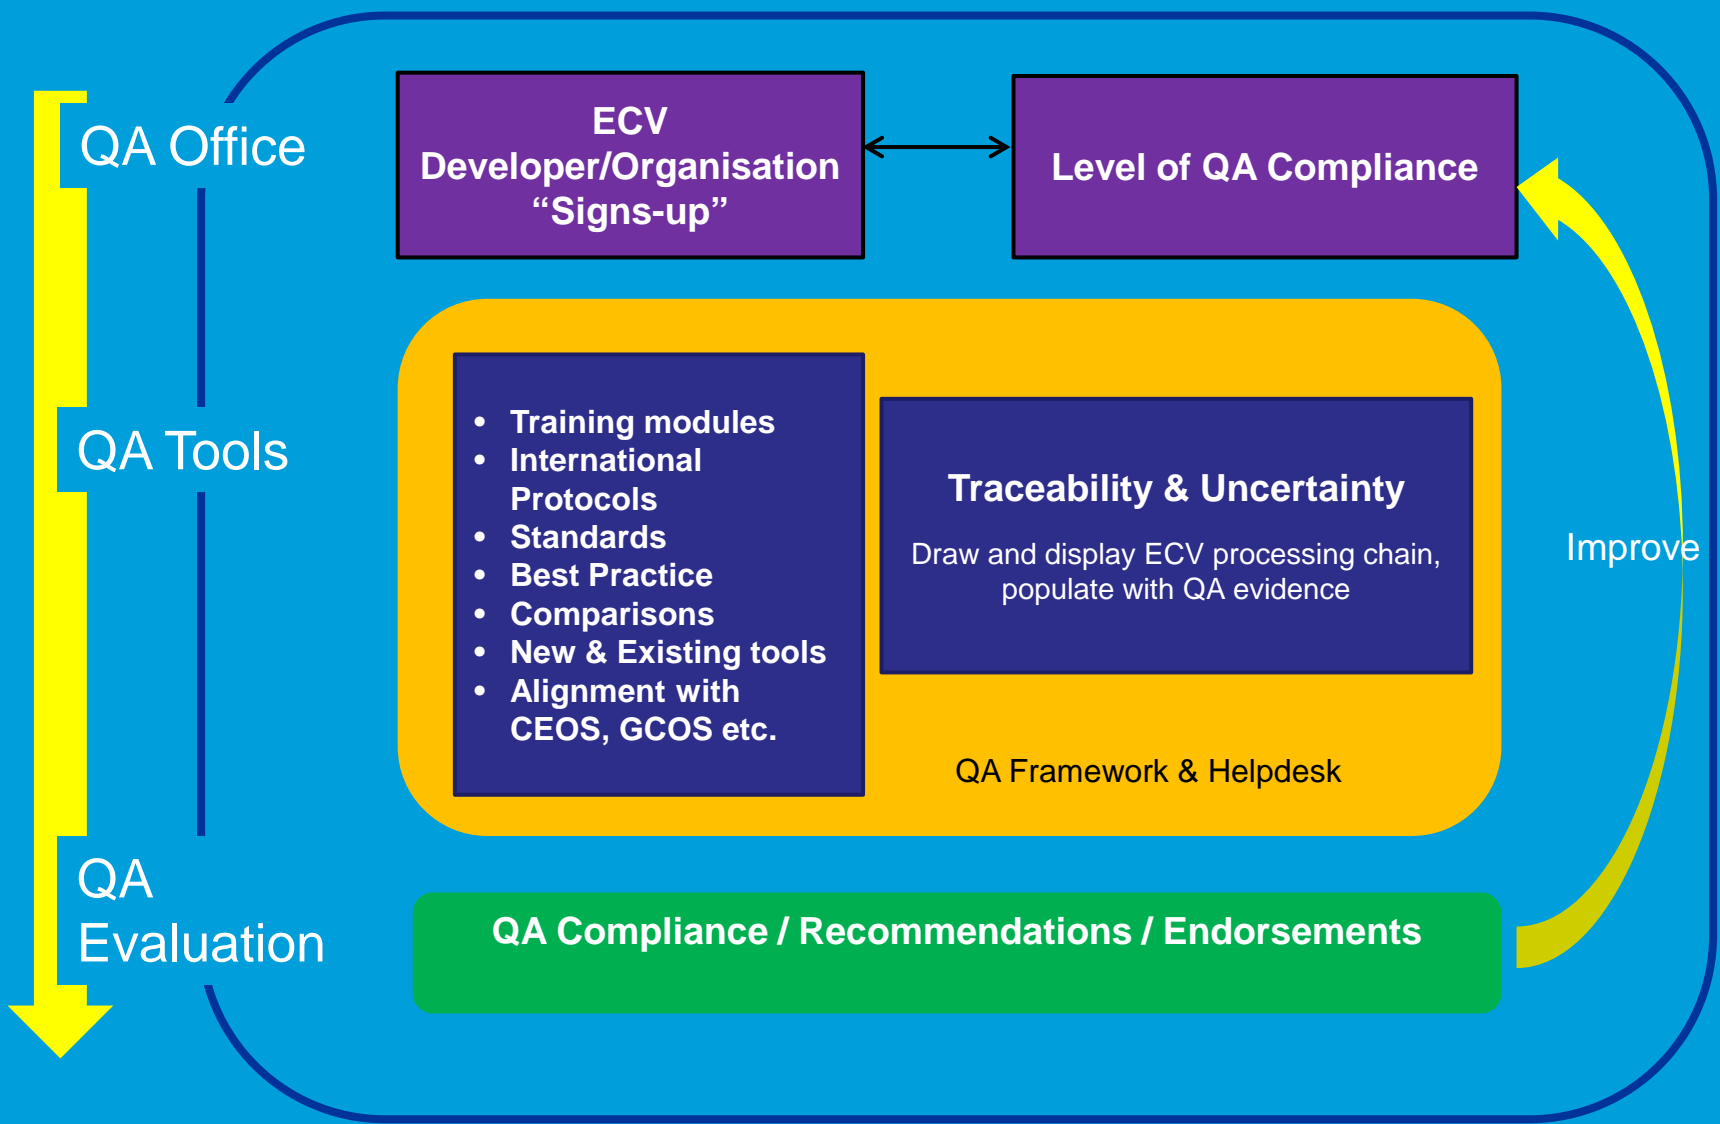 QA Office
ECV
Developer/Organisation
“Signs-up”
Level of QA Compliance
QA Tools
• Training modules
• International
Protocols
• Standards
• Best Practice
• Comparisons
• New & Existing tools
• Alignment with
CEOS, GCOS etc.
Traceability & Uncertainty
Draw and display ECV processing chain,
populate with QA evidence
QA Framework & Helpdesk
Improve
QA
Evaluation
QA Compliance / Recommendations / Endorsements